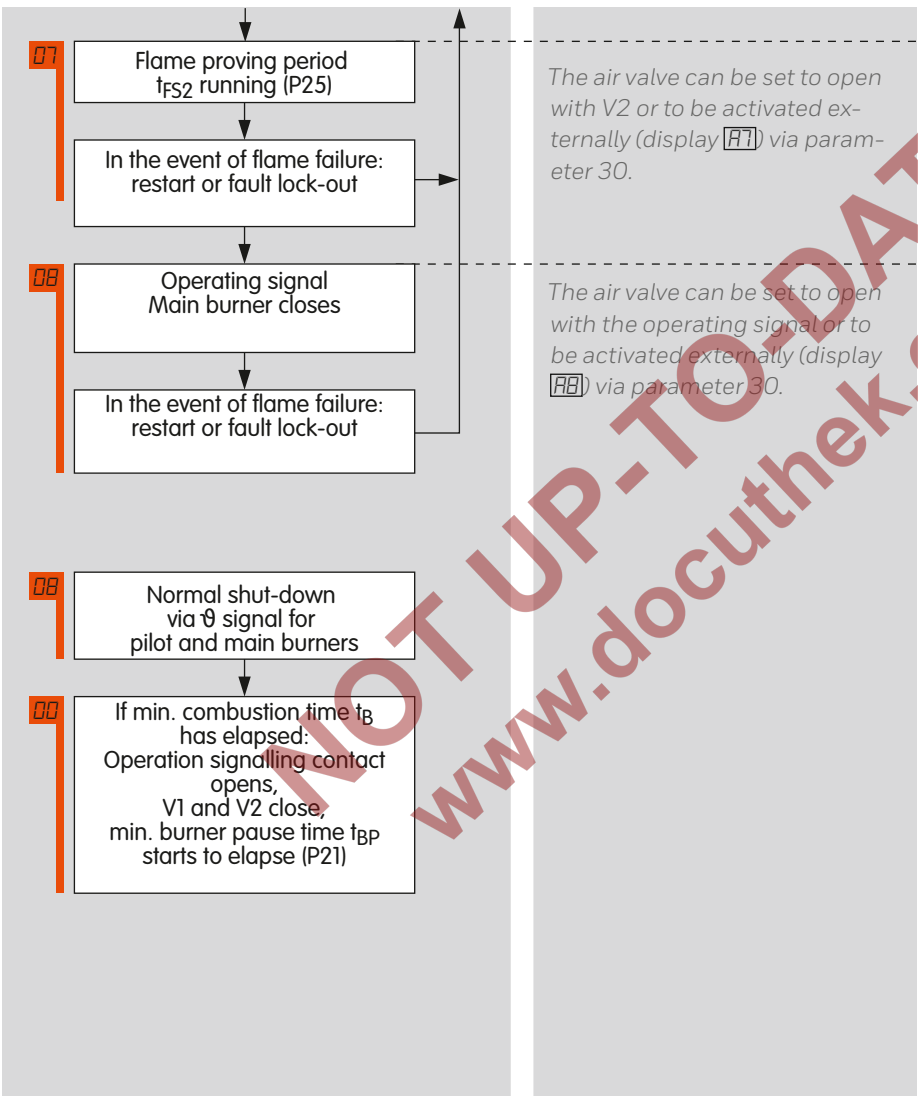 07
Flame proving period
tFS2 running (P25)
In the event of flame failure:
restart or fault lock-out
08
Operating signal
Main burner closes
In the event of flame failure:
restart or fault lock-out
08
Normal shut-down
via ϑ signal for
pilot and main burners
00
If min. combustion time tB
has elapsed:
Operation signalling contact
opens,
V1 and V2 close,
min. burner pause time tBP
starts to elapse (P21)
The air valve can be set to open
with V2 or to be activated ex-
ternally (display A7) via param-
eter 30.
The air valve can be set to open
with the operating signal or to
be activated externally (display
A8) via parameter 30.
NOT UP-TO-DAT
www.docuthek.